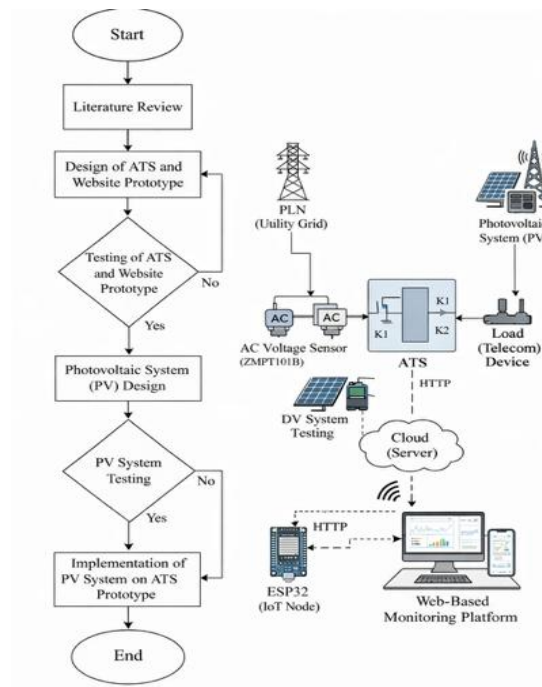 Start
Literature Review
Design of ATS and
Website Prototype
Testing of ATS
and Website
Prototype
No
Yes
Photovoltaic System
(PV) Design
PV System
Testing
No
Yes
Implementation of
PV System on ATS
Prototype
End
PLN
(Uulity Grid)
Photovoltaic
System (PV)
AC
AC
AC Voltage Sensor
(ZMPT101B)
K1
K1
K2
ATS
Load
(Telecom)
Device
HTTP
DV System
Testing
Cloud
(Server)
HTTP
ESP32
(IoT Node)
Web-Based
Monitoring Platform